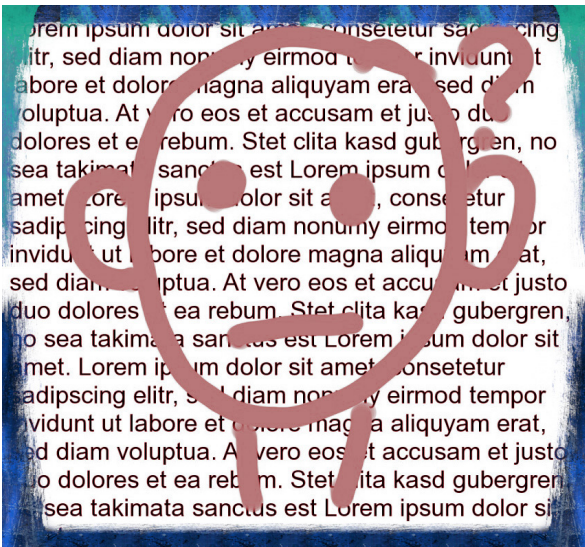 Lorem ipsum dolor sit amet, consetetur sadipscing
elitr, sed diam nonumy eirmod tempor invidunt ut
labore et dolore magna aliquyam erat, sed diam
voluptua. At vero eos et accusam et justo duo
dolores et ea rebum. Stet clita kasd gubergren, no
sea takimata sanctus est Lorem ipsum dolor sit
amet. Lorem ipsum dolor sit amet, consetetur
sadipscing elitr, sed diam nonumy eirmod tempor
invidunt ut labore et dolore magna aliquyam erat,
sed diam voluptua. At vero eos et accusam et justo
duo dolores et ea rebum. Stet clita kasd gubergren,
no sea takimata sanctus est Lorem ipsum dolor sit
amet. Lorem ipsum dolor sit amet, consetetur
sadipscing elitr, sed diam nonumy eirmod tempor
invidunt ut labore et dolore magna aliquyam erat,
sed diam voluptua. At vero eos et accusam et justo
duo dolores et ea rebum. Stet clita kasd gubergren,
sea takimata sanctus est Lorem ipsum dolor sit
?